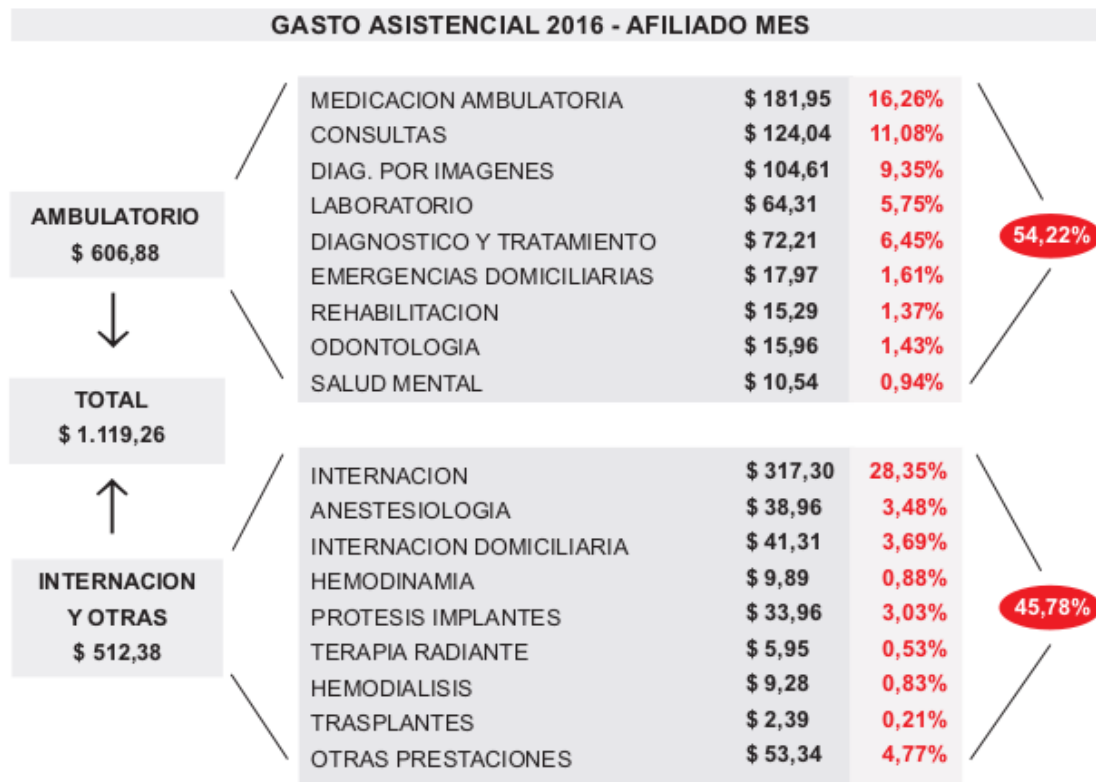 GASTO ASISTENCIAL 2016 - AFILIADO MES
AMBULATORIO
$ 606,88
MEDICACION AMBULATORIA $ 181,95 16,26%
CONSULTAS $ 124,04 11,08%
DIAG. POR IMAGENES $ 104,61 9,35%
LABORATORIO $ 64,31 5,75%
DIAGNOSTICO Y TRATAMIENTO $ 72,21 6,45%
EMERGENCIAS DOMICILIARIAS $ 17,97 1,61%
REHABILITACION $ 15,29 1,37%
ODONTOLOGIA $ 15,96 1,43%
SALUD MENTAL $ 10,54 0,94%
54,22%
TOTAL
$ 1.119,26
INTERNACION
Y OTRAS
$ 512,38
INTERNACION $ 317,30 28,35%
ANESTESIOLOGIA $ 38,96 3,48%
INTERNACION DOMICILIARIA $ 41,31 3,69%
HEMODINAMIA $ 9,89 0,88%
PROTESIS IMPLANTES $ 33,96 3,03%
TERAPIA RADIANTE $ 5,95 0,53%
HEMODIALISIS $ 9,28 0,83%
TRASPLANTES $ 2,39 0,21%
OTRAS PRESTACIONES $ 53,34 4,77%
45,78%